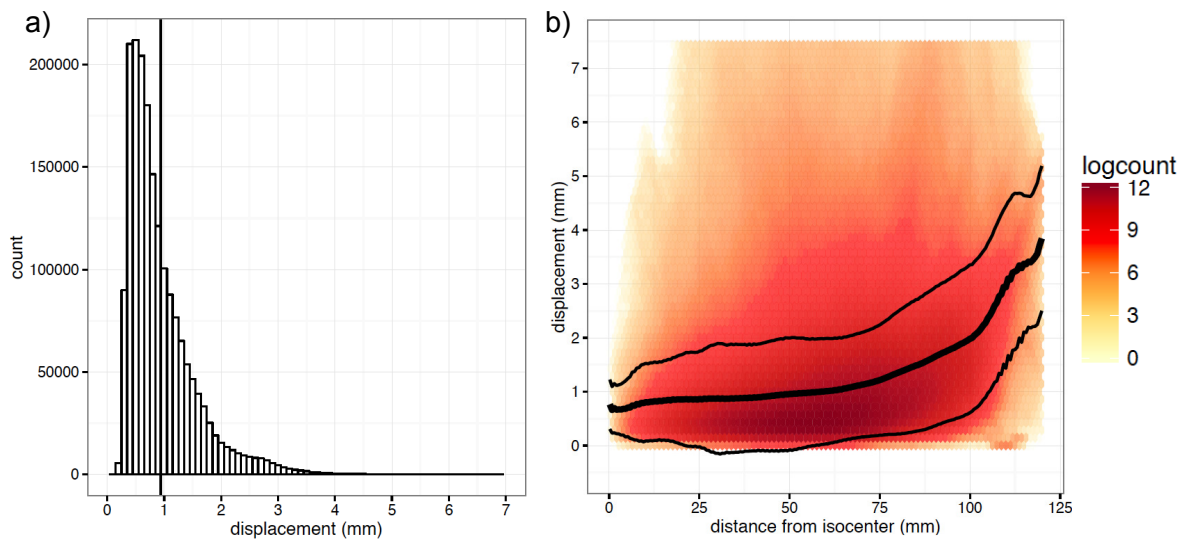 a)
200000
150000
100000
50000
0
count
0 1 2 3 4 5 6 7
displacement (mm)
b)
7
6
5
4
3
2
1
0
displacement (mm)
0 25 50 75 100 125
distance from isocenter (mm)
logcount
12
9
6
3
0